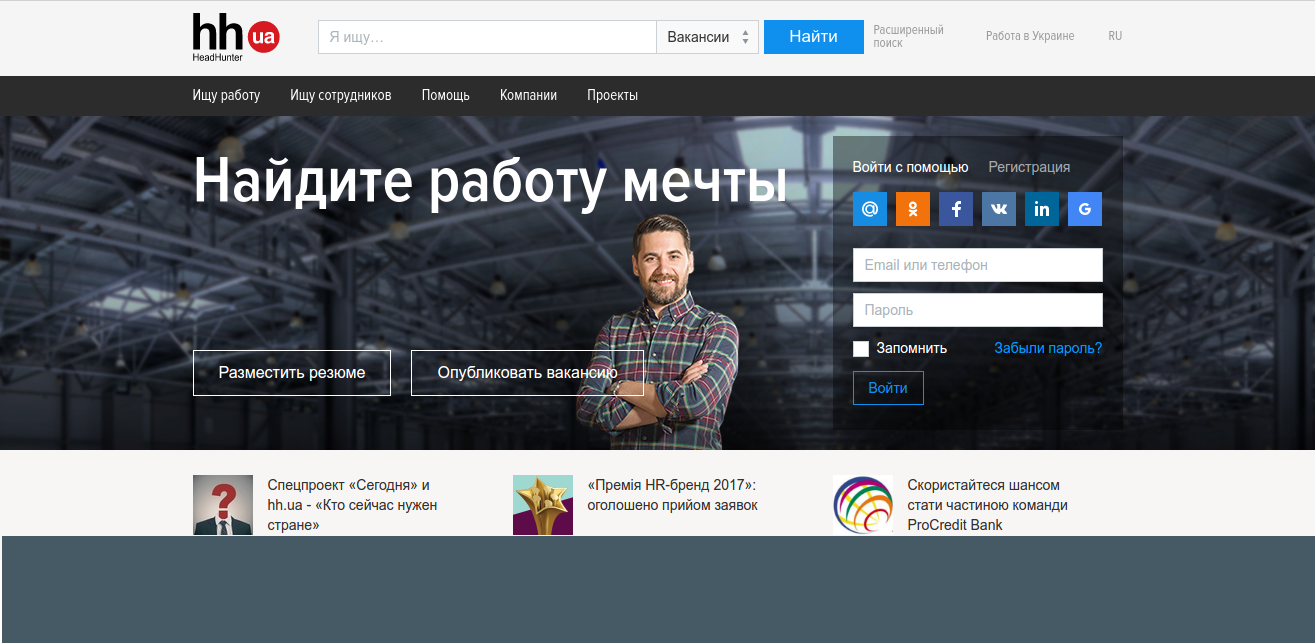 hh ua
HeadHunter
Я ищу...
Вакансии
Найти
Расширенный
поиск
Работа в Украине
RU
Ищу работу
Ищу сотрудников
Помощь
Компании
Проекты
Найдите работу мечты
Войти с помощью
Регистрация
@
f
in
G
Email или телефон
Пароль
Запомнить
Забыли пароль?
Войти
Разместить резюме
Опубликовать вакансию
?
Спецпроект «Сегодня» и
hh.ua - «Кто сейчас нужен
стране»
«Премія HR-бренд 2017»:
оголошено прийом заявок
Скористайтеся шансом
стати частиною команди
ProCredit Bank